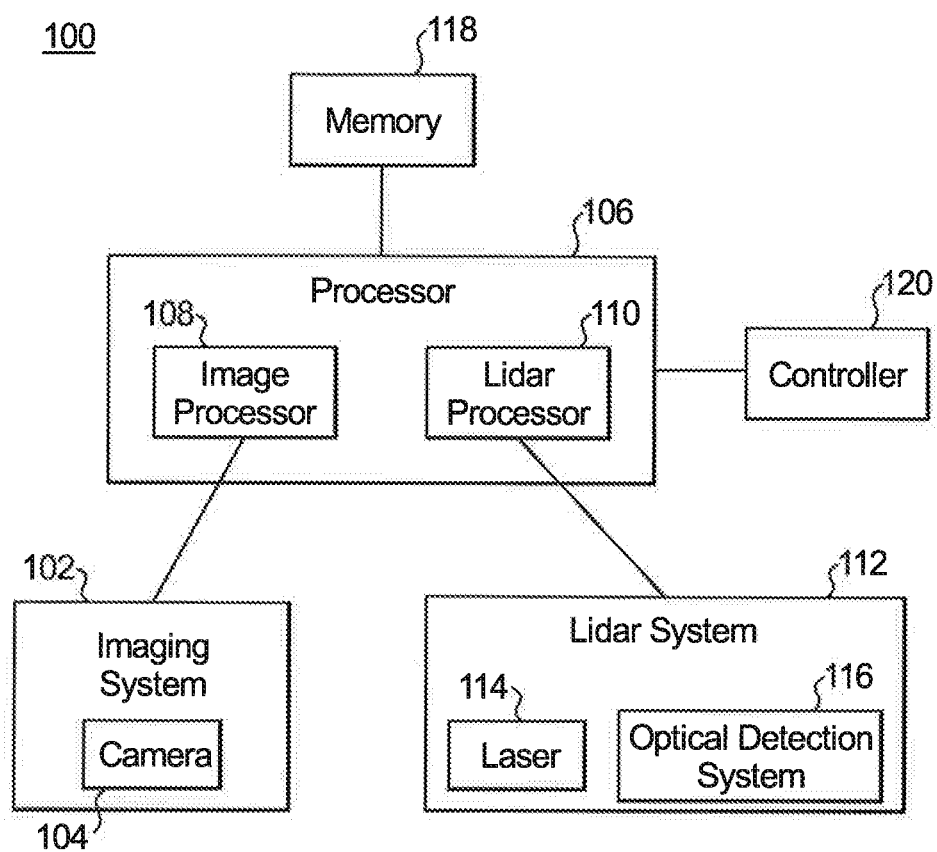 100
118
Memory
106
Processor
120
108
110
Image
Processor
Lidar
Processor
Controller
102
112
Imaging
System
Lidar System
114
116
Camera
Laser
Optical Detection
System
104